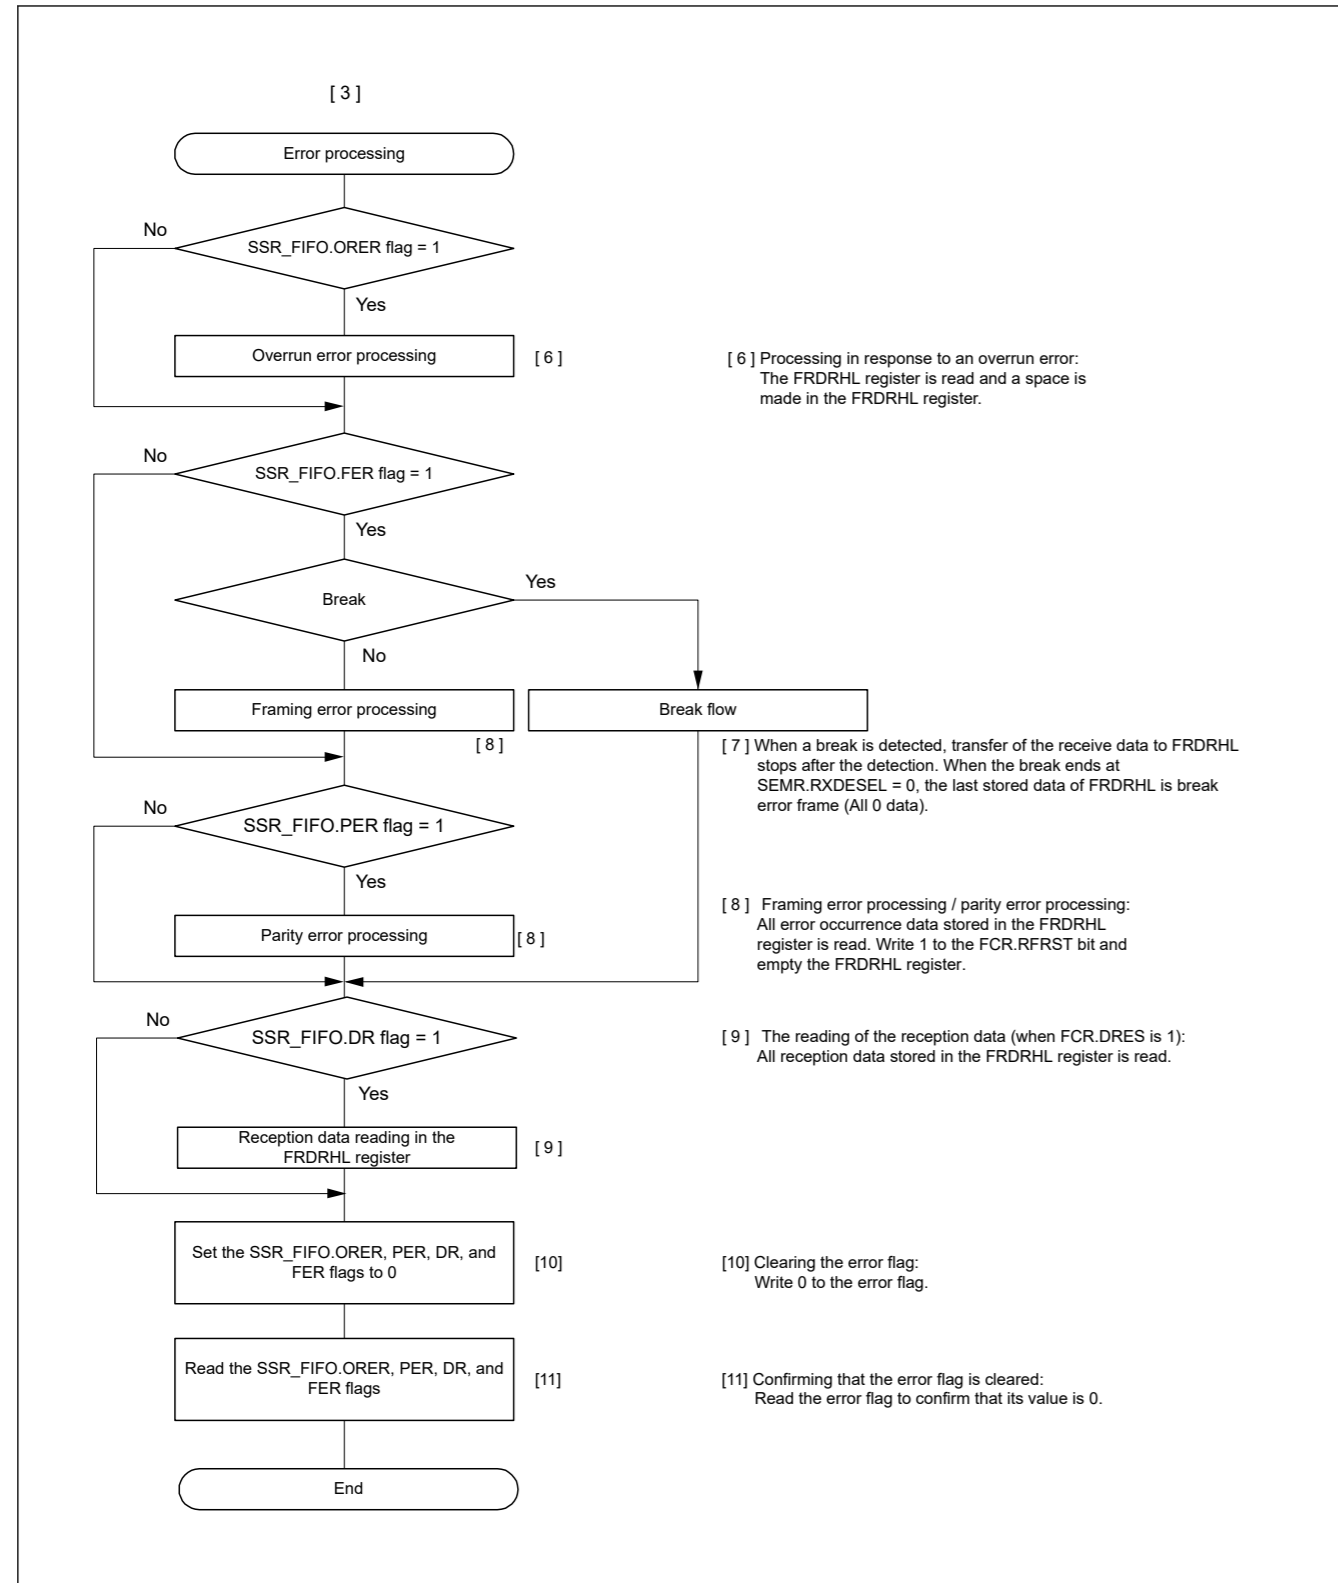 [ 3 ]
Error processing
No
SSR_FIFO.ORER flag = 1
Yes
Overrun error processing
[ 6 ]
[ 6 ] Processing in response to an overrun error:
The FRDRHL register is read and a space is
made in the FRDRHL register.
No
SSR_FIFO.FER flag = 1
Yes
Break
Yes
No
Framing error processing
Break flow
[ 8 ]
[ 7 ] When a break is detected, transfer of the receive data to FRDRHL
stops after the detection. When the break ends at
SEMR.RXDESEL = 0, the last stored data of FRDRHL is break
error frame (All 0 data).
No
SSR_FIFO.PER flag = 1
Yes
Parity error processing
[ 8 ]
[ 8 ] Framing error processing / parity error processing:
All error occurrence data stored in the FRDRHL
register is read. Write 1 to the FCR.RFRST bit and
empty the FRDRHL register.
No
SSR_FIFO.DR flag = 1
Yes
[ 9 ] The reading of the reception data (when FCR.DRES is 1):
All reception data stored in the FRDRHL register is read.
Reception data reading in the
FRDRHL register
[ 9 ]
Set the SSR_FIFO.ORER, PER, DR, and
FER flags to 0
[10]
[10] Clearing the error flag:
Write 0 to the error flag.
Read the SSR_FIFO.ORER, PER, DR, and
FER flags
[11]
[11] Confirming that the error flag is cleared:
Read the error flag to confirm that its value is 0.
End